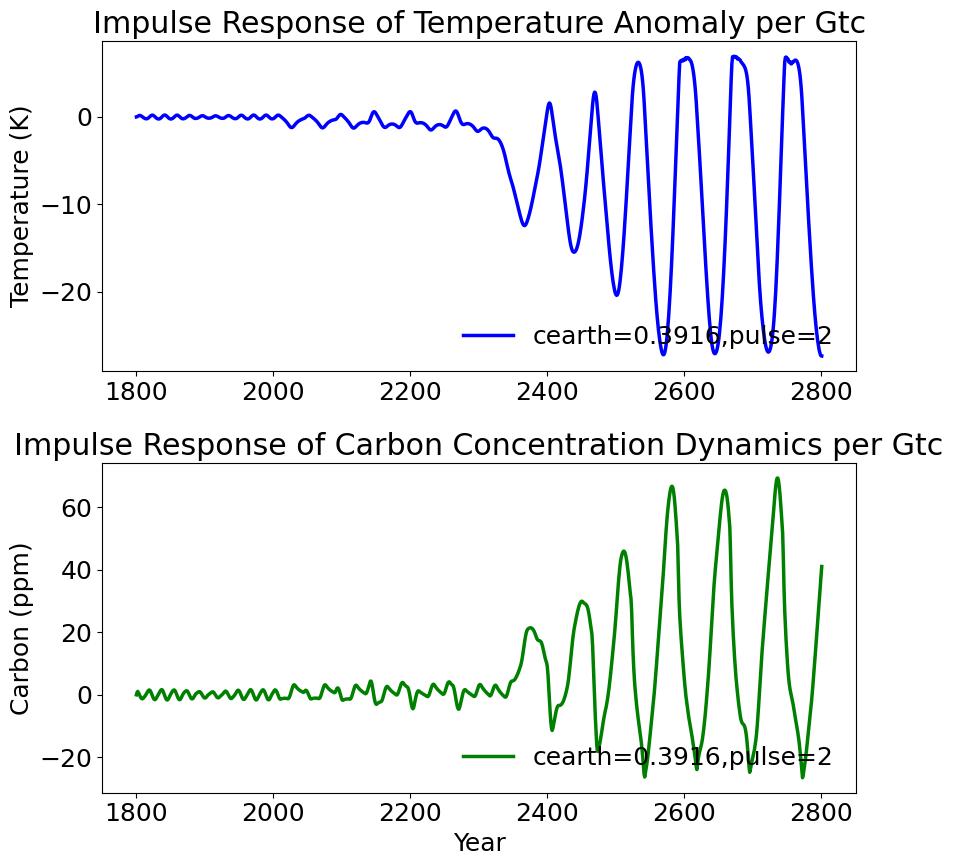 Impulse Response of Temperature Anomaly per Gtc
Temperature (K)
0
−10
−20
cearth=0.3916,pulse=2
1800 2000 2200 2400 2600 2800
Impulse Response of Carbon Concentration Dynamics per Gtc
Carbon (ppm)
60
40
20
0
−20
cearth=0.3916,pulse=2
1800 2000 2200 2400 2600 2800
Year